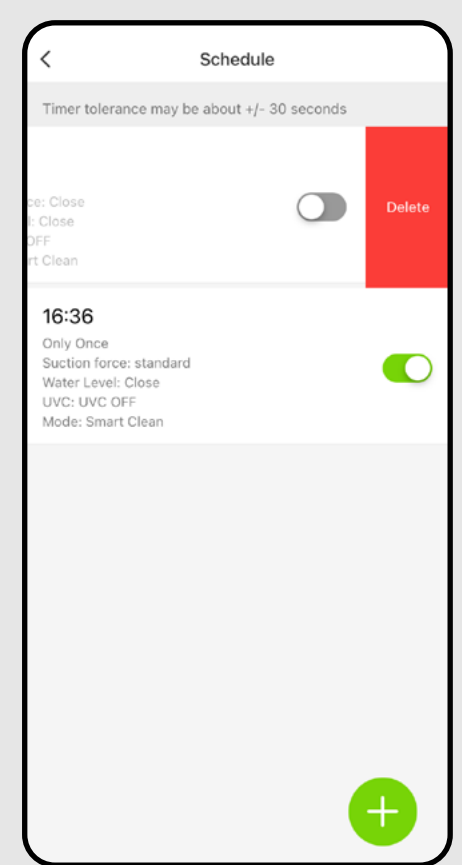 Schedule
Timer tolerance may be about +/- 30 seconds
ce: Close
l: Close
OFF
rt Clean
Delete
16:36
Only Once
Suction force: standard
Water Level: Close
UVC: UVC OFF
Mode: Smart Clean